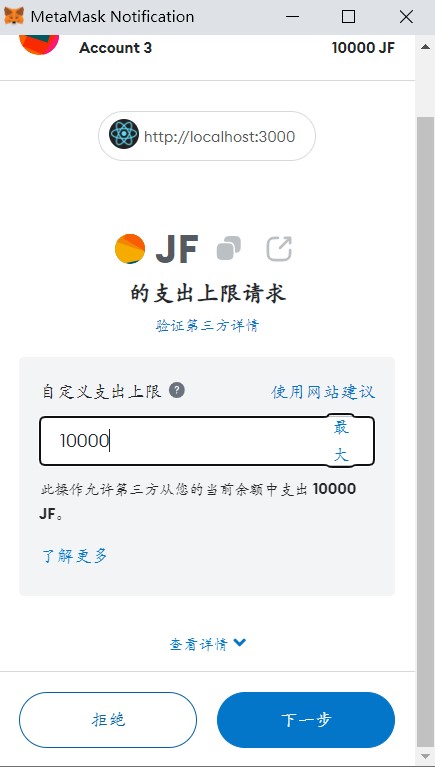 MetaMask Notification
Account 3 10000 JF
http://localhost:3000
JF
的支出上限请求
验证第三方详情
自定义支出上限 ? 使用网站建议
10000 最大
此操作允许第三方从您的当前余额中支出 10000
JF。
了解更多
查看详情
拒绝 下一步